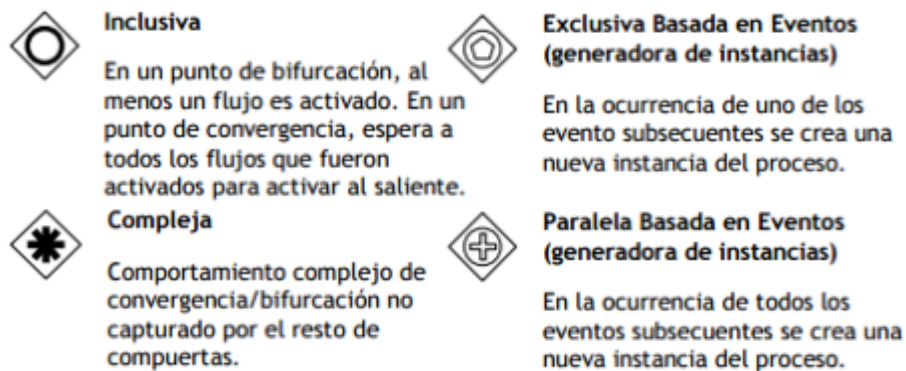 Inclusiva
En un punto de bifurcación, al
menos un flujo es activado. En un
punto de convergencia, espera a
todos los flujos que fueron
activados para activar al saliente.
Exclusiva Basada en Eventos
(generadora de instancias)
En la ocurrencia de uno de los
evento subsecuentes se crea una
nueva instancia del proceso.
Compleja
Comportamiento complejo de
convergencia/bifurcación no
capturado por el resto de
compuertas.
Paralela Basada en Eventos
(generadora de instancias)
En la ocurrencia de todos los
eventos subsecuentes se crea una
nueva instancia del proceso.